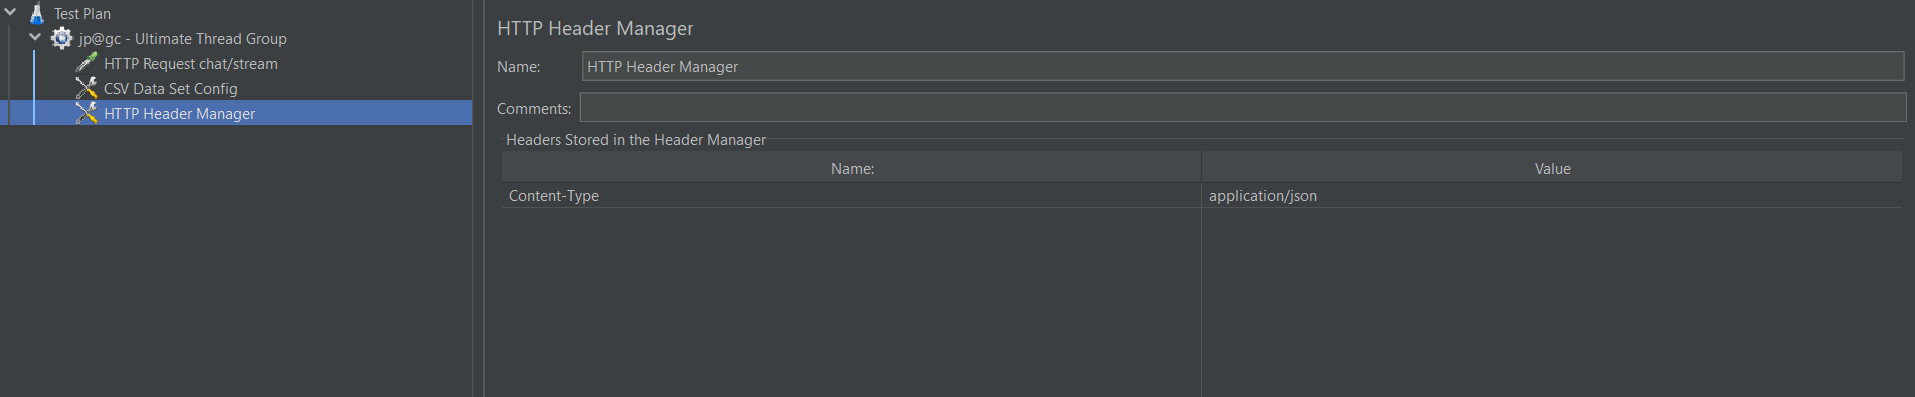 Test Plan
jp@gc - Ultimate Thread Group
HTTP Request chat/stream
CSV Data Set Config
HTTP Header Manager
HTTP Header Manager
Name: HTTP Header Manager
Comments:
Headers Stored in the Header Manager
Name: Value
Content-Type application/json